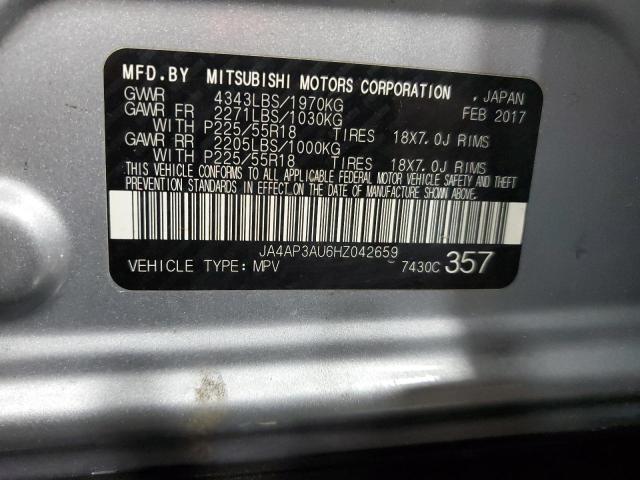 MFD.BY MITSUBISHI MOTORS CORPORATION , JAPAN
GVWR 4343LBS/1970KG FEB 2017
GAWR FR 2271LBS/1030KG
WITH P225/55R18 TIRES 18X7.0J RIMS
GAWR RR 2205LBS/1000KG
WITH P225/55R18 TIRES 18X7.0J RIMS
THIS VEHICLE CONFORMS TO ALL APPLICABLE FEDERAL MOTOR VEHICLE SAFETY AND THEFT
PREVENTION STANDARDS IN EFFECT ON THE DATE OF MANUFACTURE SHOWN ABOVE.
JA4AP3AU6HZ042659
VEHICLE TYPE: MPV 7430C 357